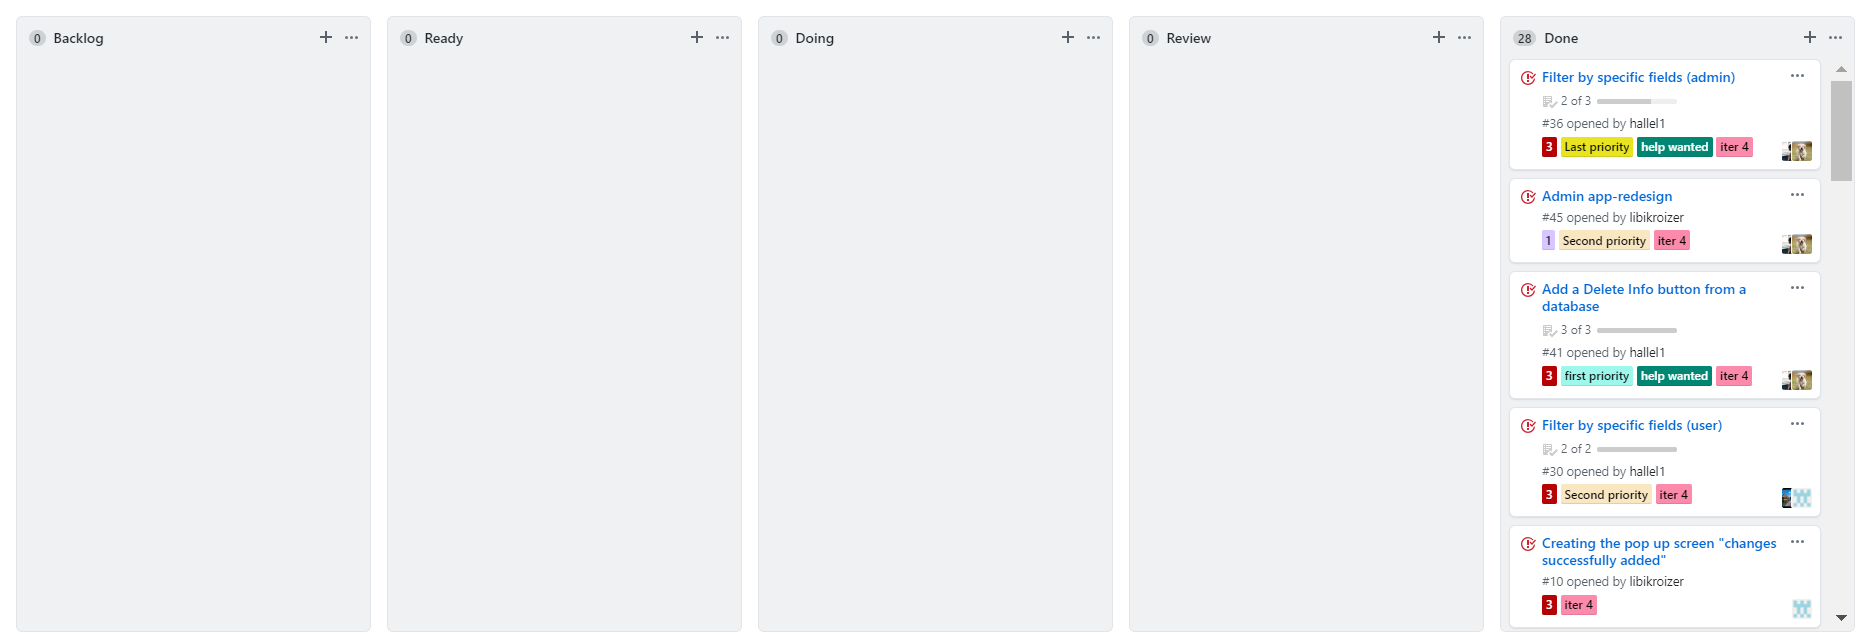 0 Backlog
0 Ready
0 Doing
0 Review
28 Done
Filter by specific fields (admin)
2 of 3
#36 opened by hallel1
3 Last priority help wanted iter 4
Admin app-redesign
#45 opened by libikroizer
1 Second priority iter 4
Add a Delete Info button from a
database
3 of 3
#41 opened by hallel1
3 first priority help wanted iter 4
Filter by specific fields (user)
2 of 2
#30 opened by hallel1
3 Second priority iter 4
Creating the pop up screen "changes
successfully added"
#10 opened by libikroizer
3 iter 4